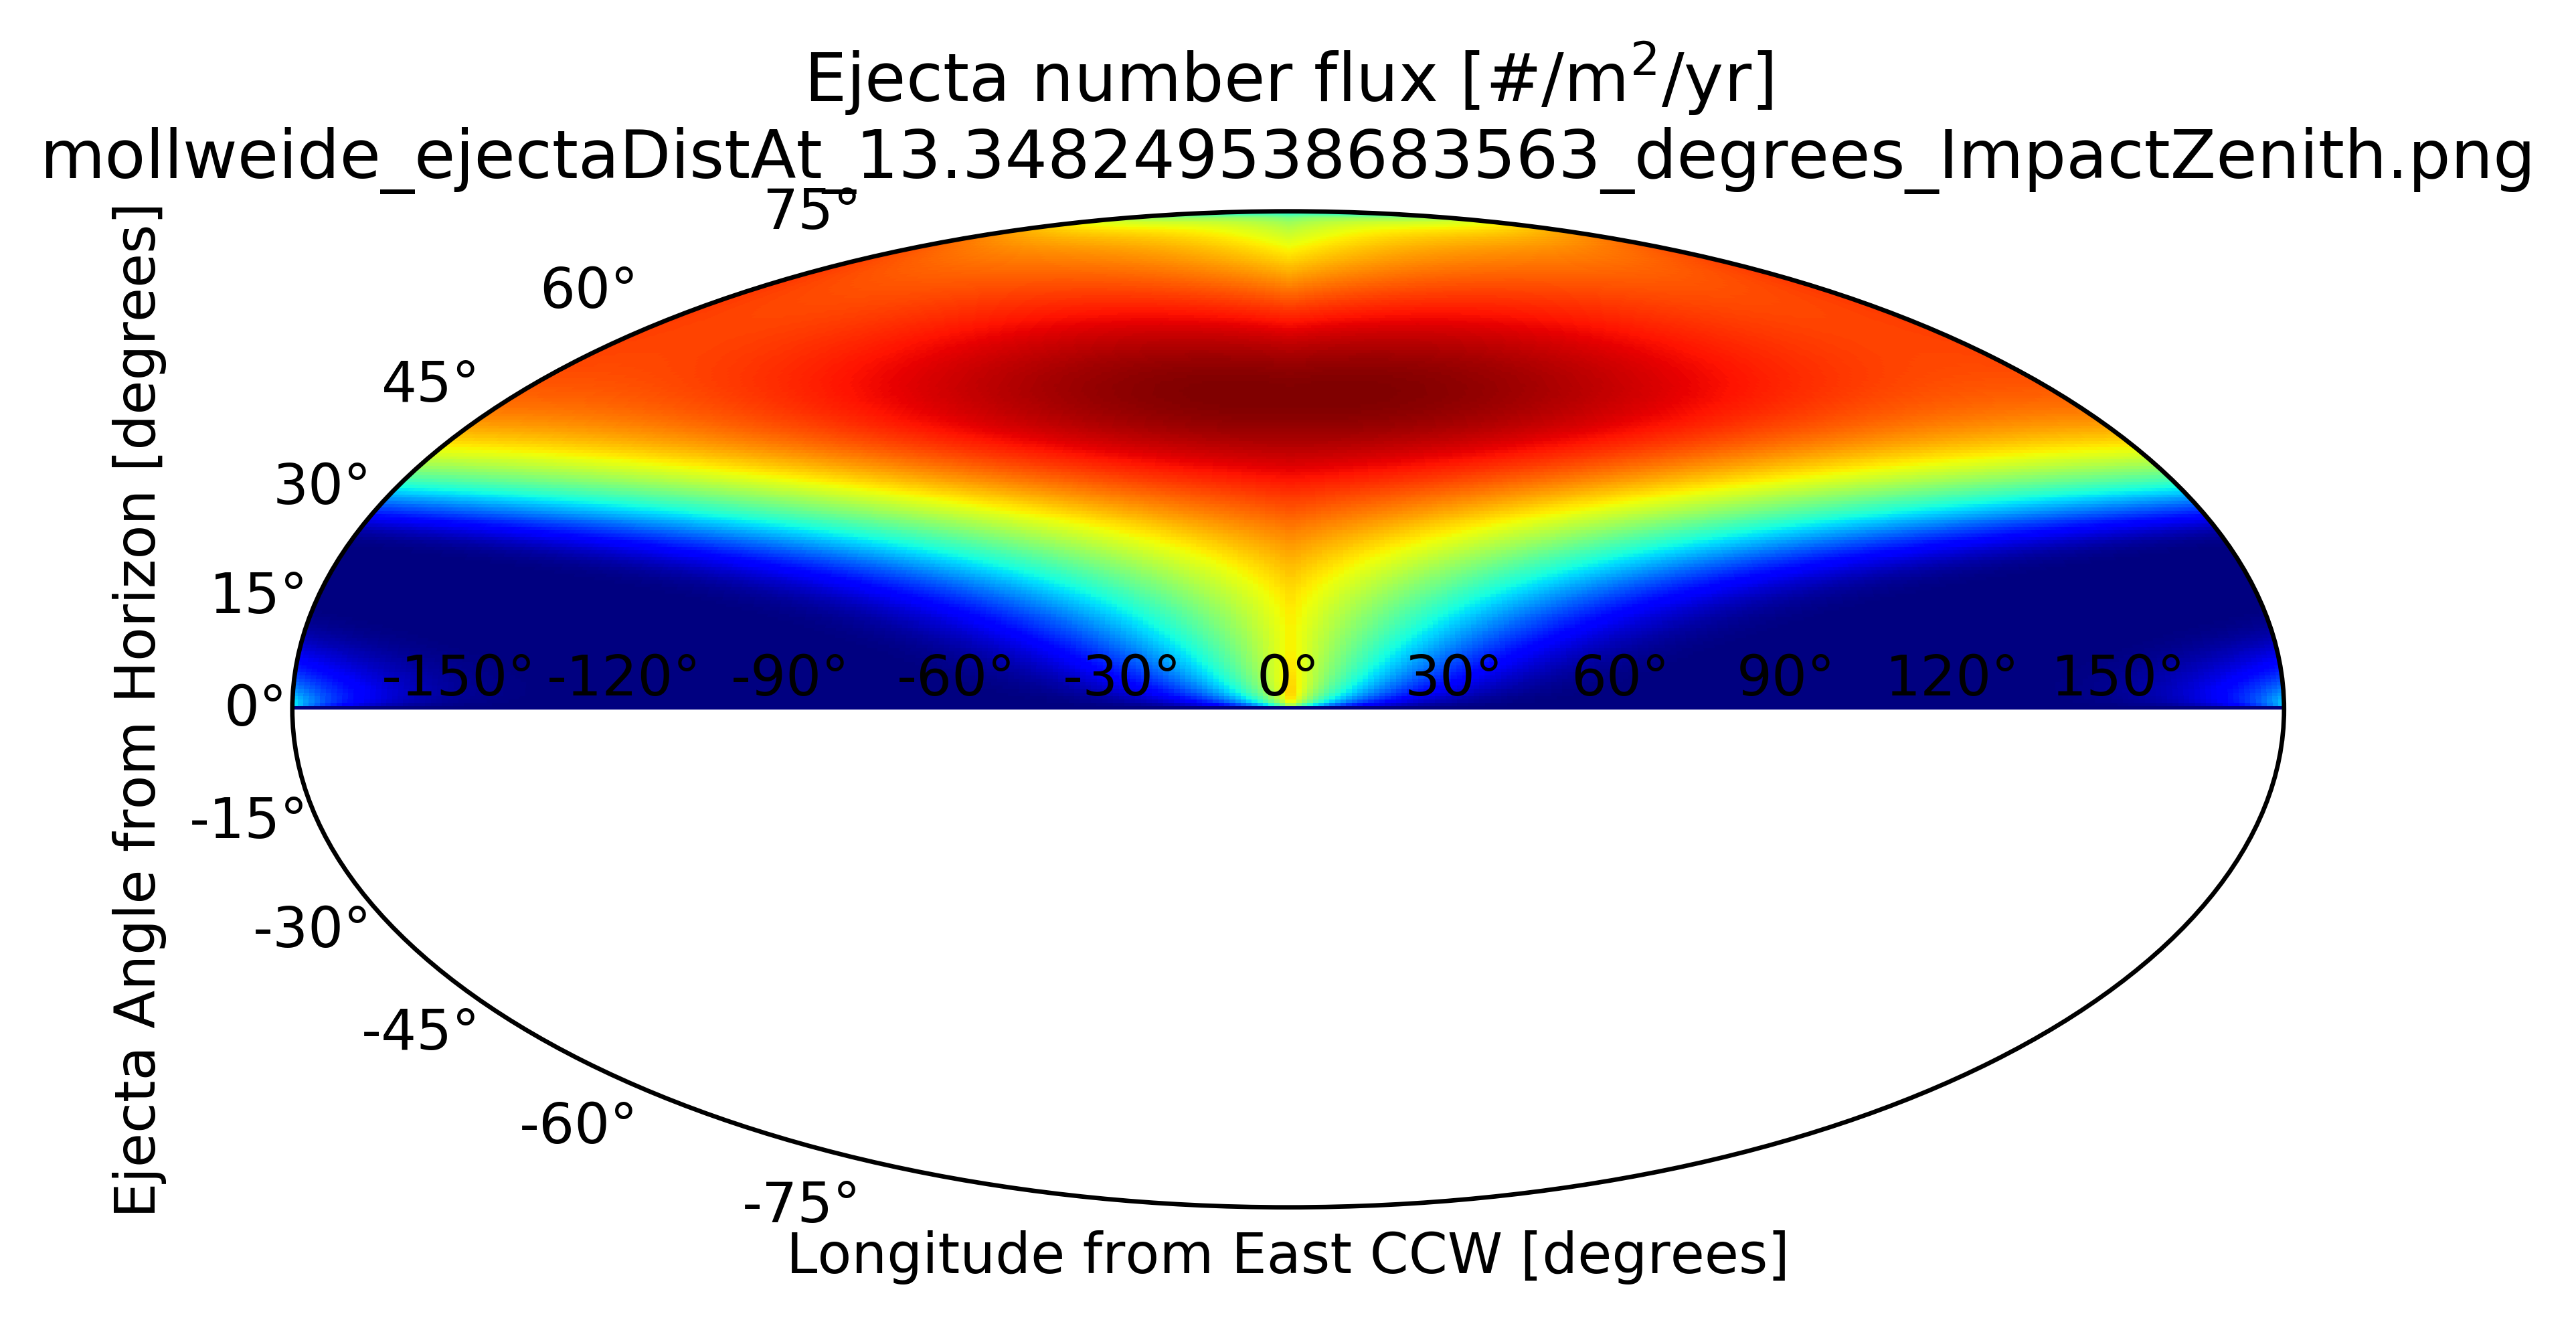 Ejecta number flux [#/m²/yr]
mollweide_ejectaDistAt_13.348249538683563_degrees_ImpactZenith.png
Ejecta Angle from Horizon [degrees]
75°
60°
45°
30°
15°
0°
-15°
-30°
-45°
-60°
-75°
-150° -120° -90° -60° -30° 0° 30° 60° 90° 120° 150°
Longitude from East CCW [degrees]